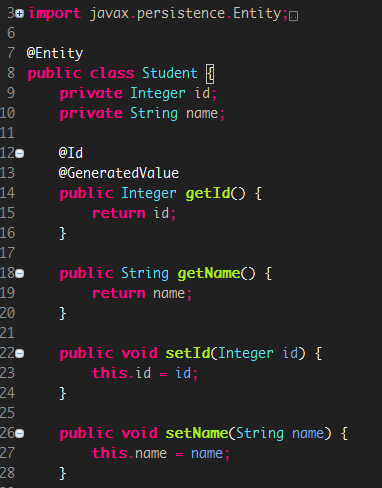 3 import javax.persistence.Entity;
6
7 @Entity
8 public class Student {
9     private Integer id;
10     private String name;
11
12     @Id
13     @GeneratedValue
14     public Integer getId() {
15         return id;
16     }
17
18     public String getName() {
19         return name;
20     }
21
22     public void setId(Integer id) {
23         this.id = id;
24     }
25
26     public void setName(String name) {
27         this.name = name;
28     }